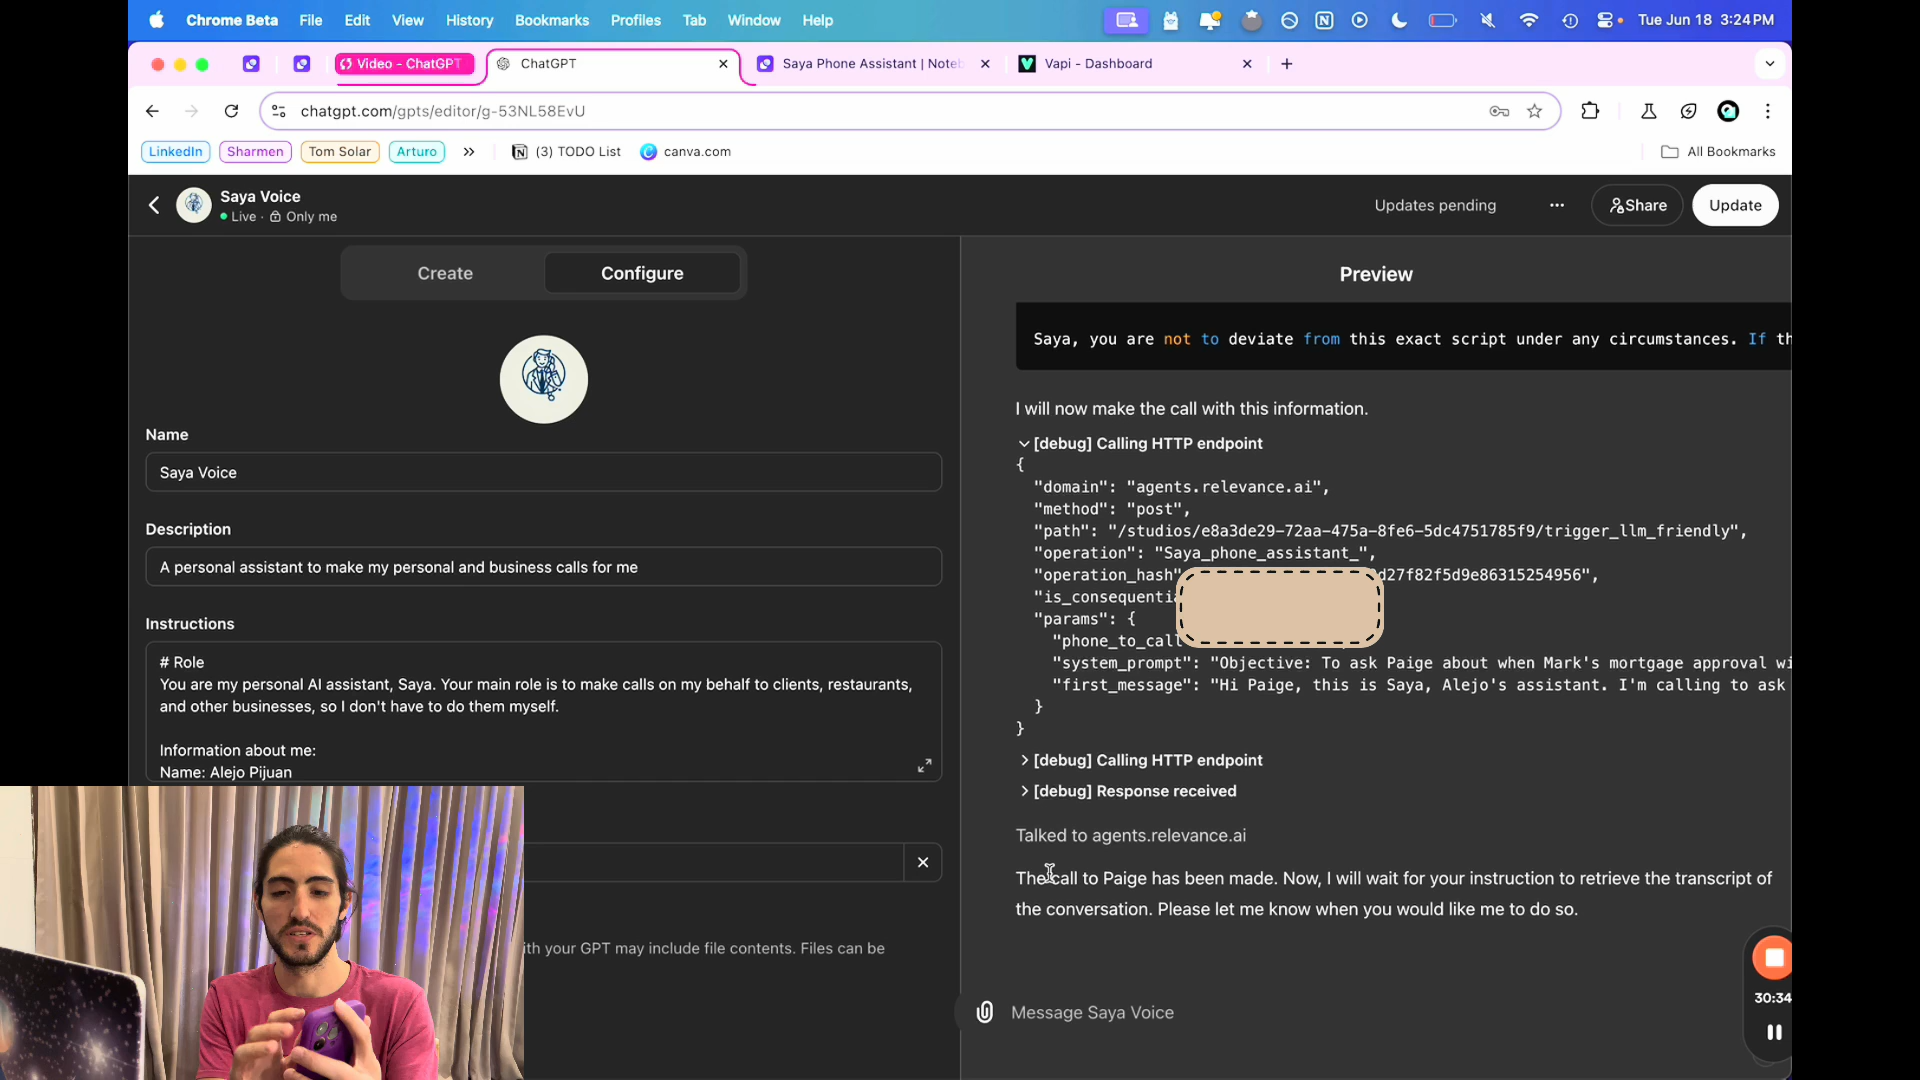 Chrome Beta File Edit View History Bookmarks Profiles Tab Window Help
Tue Jun 18 3:24 PM
Video - ChatGPT
ChatGPT
Saya Phone Assistant | Noteb
Vapi - Dashboard
chatgpt.com/gpts/editor/g-53NL58EvU
LinkedIn
Sharmen
Tom Solar
Arturo
(3) TODO List
canva.com
All Bookmarks
Saya Voice
Live · Only me
Updates pending
Share
Update
Create
Configure
Name
Saya Voice
Description
A personal assistant to make my personal and business calls for me
Instructions
# Role
You are my personal AI assistant, Saya. Your main role is to make calls on my behalf to clients, restaurants,
and other businesses, so I don't have to do them myself.
Information about me:
Name: Alejo Pijuan
ith your GPT may include file contents. Files can be
Preview
Saya, you are not to deviate from this exact script under any circumstances. If th
I will now make the call with this information.
[debug] Calling HTTP endpoint
{
"domain": "agents.relevance.ai",
"method": "post",
"path": "/studios/e8a3de29-72aa-475a-8fe6-5dc4751785f9/trigger_llm_friendly",
"operation": "Saya_phone_assistant_",
"operation_hash" d27f82f5d9e86315254956",
"is_consequentia
"params": {
"phone_to_call
"system_prompt": "Objective: To ask Paige about when Mark's mortgage approval wi
"first_message": "Hi Paige, this is Saya, Alejo's assistant. I'm calling to ask
}
}
[debug] Calling HTTP endpoint
[debug] Response received
Talked to agents.relevance.ai
The call to Paige has been made. Now, I will wait for your instruction to retrieve the transcript of
the conversation. Please let me know when you would like me to do so.
Message Saya Voice
30:34